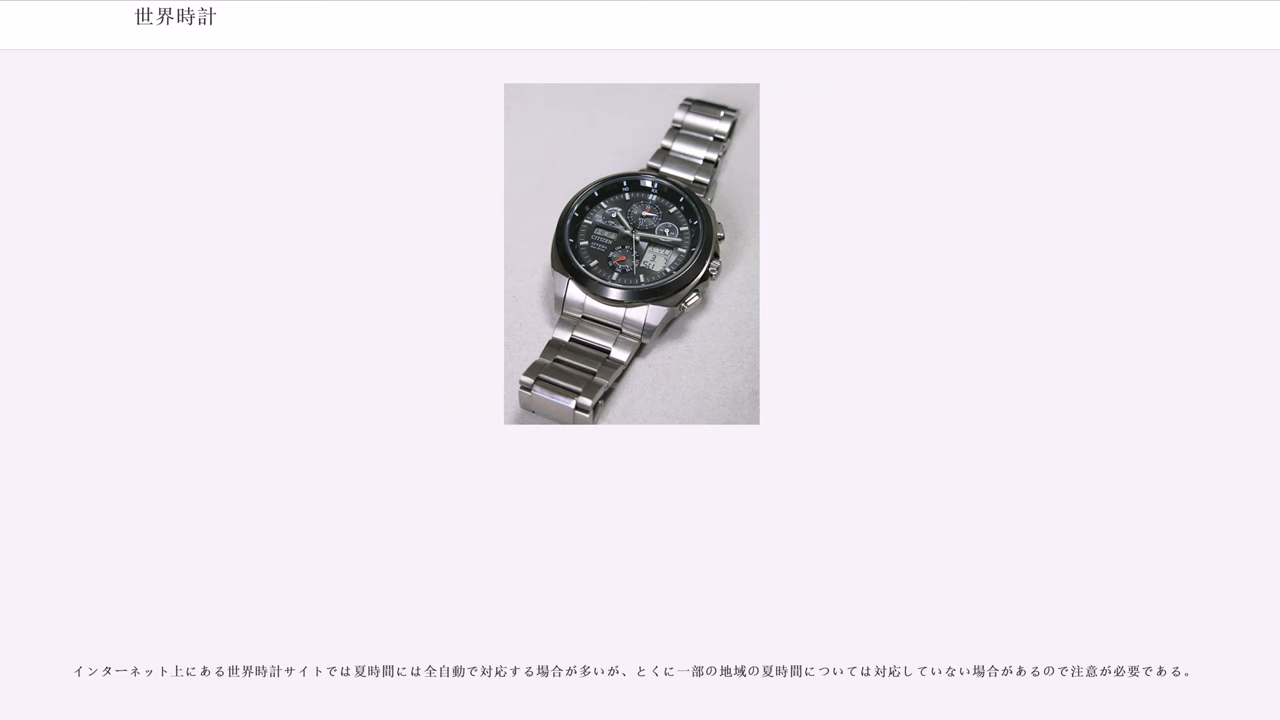 世界時計
CITIZEN
インターネット上にある世界時計サイトでは夏時間には全自動で対応する場合が多いが、とくに一部の地域の夏時間については対応していない場合があるので注意が必要である。